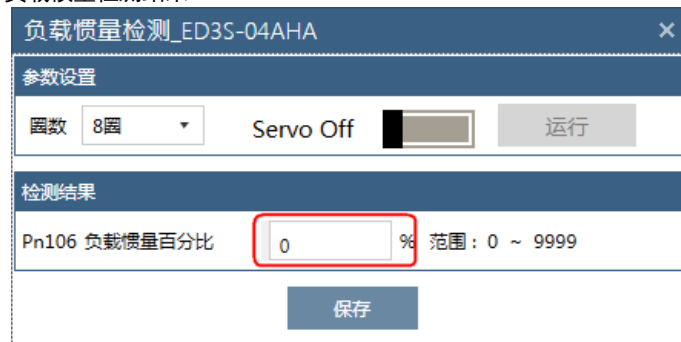 负载惯量检测_ED3S-04AHA ×
参数设置
圈数 8圈 Servo Off 运行
检测结果
Pn106 负载惯量百分比 0 % 范围：0 ~ 9999
保存